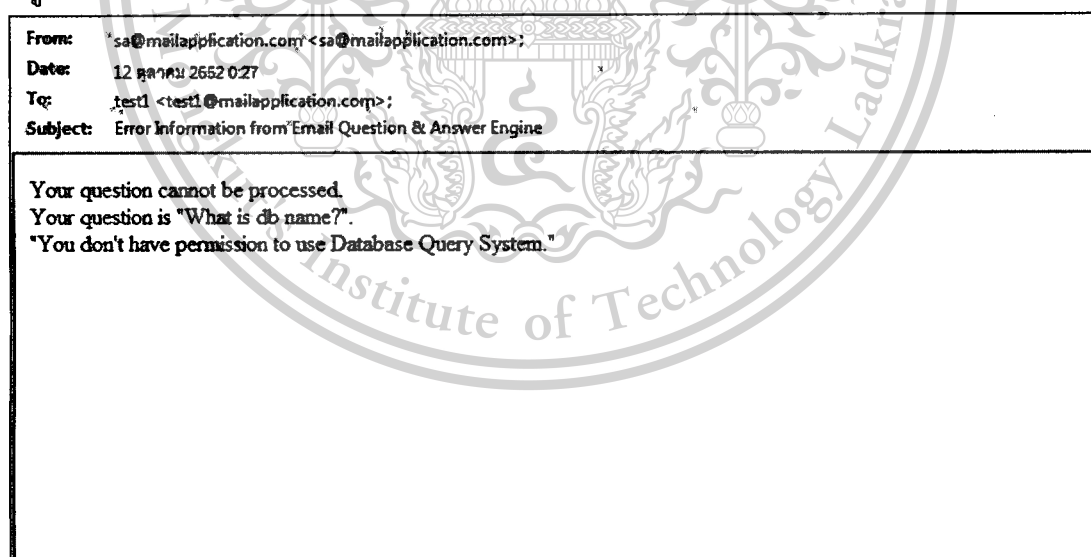 From: "sa@mailapplication.com"<sa@mailapplication.com>;
Date: 12 ตุลาคม 2552 0:27
To: test1 <test1@mailapplication.com>;
Subject: Error Information from Email Question & Answer Engine
Your question cannot be processed.
Your question is "What is db name?".
"You don't have permission to use Database Query System."
Institute of Technology Ladkr